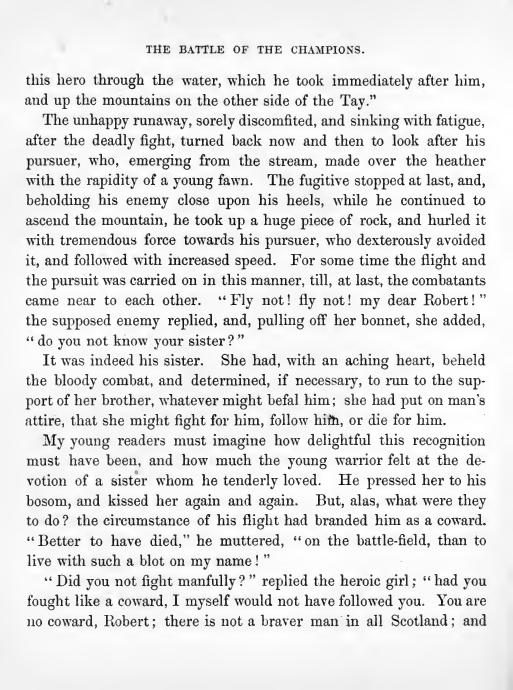 THE BATTLE OF THE CHAMPIONS.
this hero through the water, which he took immediately after him,
and up the mountains on the other side of the Tay.”
The unhappy runaway, sorely discomfited, and sinking with fatigue,
after the deadly fight, turned back now and then to look after his
pursuer, who, emerging from the stream, made over the heather
with the rapidity of a young fawn. The fugitive stopped at last, and,
beholding his enemy close upon his heels, while he continued to
ascend the mountain, he took up a huge piece of rock, and hurled it
with tremendous force towards his pursuer, who dexterously avoided
it, and followed with increased speed. For some time the flight and
the pursuit was carried on in this manner, till, at last, the combatants
came near to each other. “Fly not! fly not! my dear Robert!”
the supposed enemy replied, and, pulling off her bonnet, she added,
“do you not know your sister?”
It was indeed his sister. She had, with an aching heart, beheld
the bloody combat, and determined, if necessary, to run to the sup-
port of her brother, whatever might befal him; she had put on man's
attire, that she might fight for him, follow him, or die for him.
My young readers must imagine how delightful this recognition
must have been, and how much the young warrior felt at the de-
votion of a sister whom he tenderly loved. He pressed her to his
bosom, and kissed her again and again. But, alas, what were they
to do? the circumstance of his flight had branded him as a coward.
“Better to have died,” he muttered, “on the battle-field, than to
live with such a blot on my name!”
“Did you not fight manfully?” replied the heroic girl; “had you
fought like a coward, I myself would not have followed you. You are
no coward, Robert; there is not a braver man in all Scotland; and